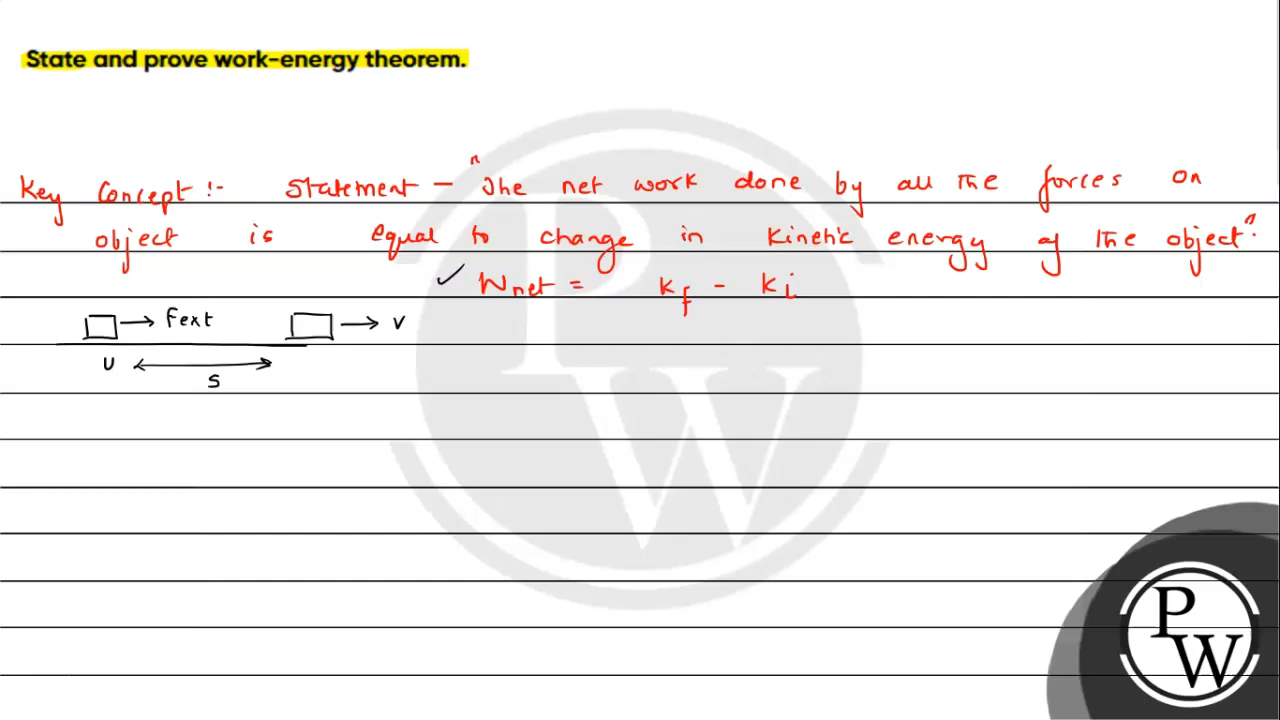 State and prove work-energy theorem.
Key Concept :- Statement - "The net work done by all the forces on
object is equal to change in kinetic energy of the object".
✓ Wnet = kf - ki
→ Fext → v
u ↔ s
P
W
P
W